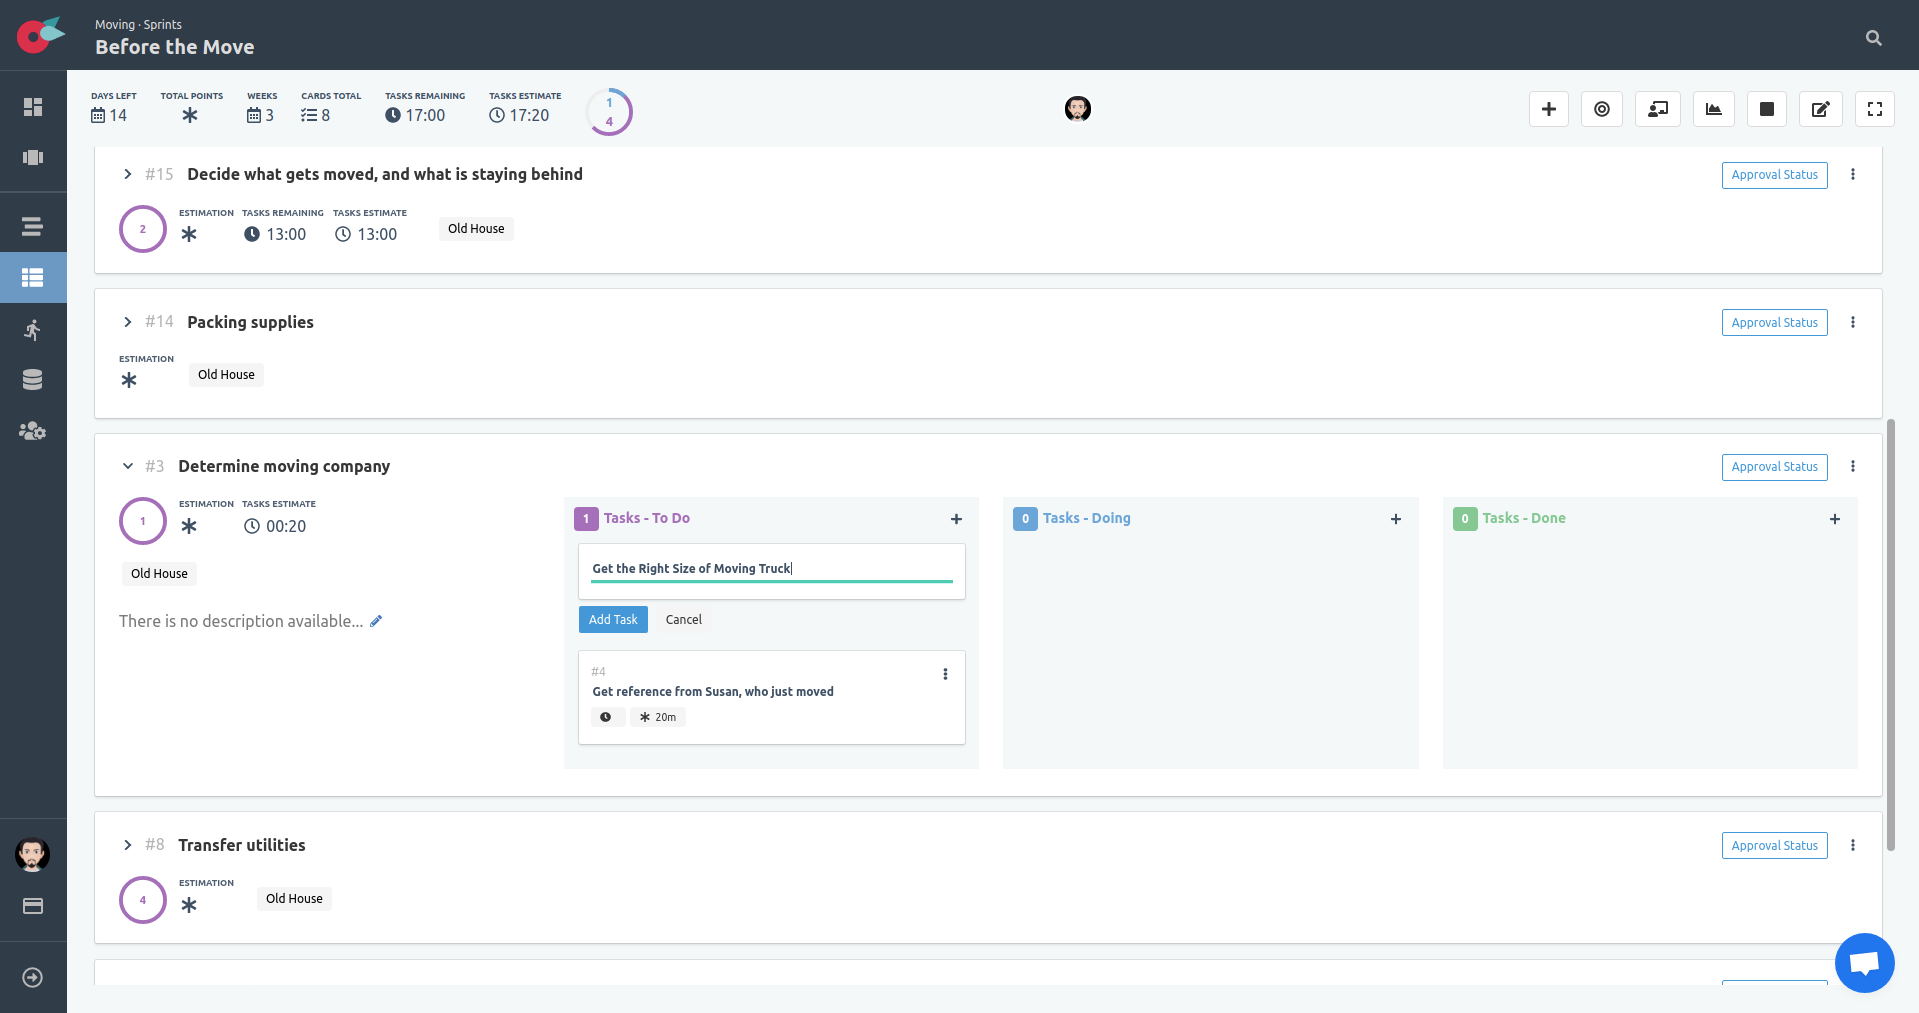 Moving · Sprints
Before the Move
DAYS LEFT
14
TOTAL POINTS
WEEKS
3
CARDS TOTAL
8
TASKS REMAINING
17:00
TASKS ESTIMATE
17:20
1
4
#15 Decide what gets moved, and what is staying behind
Approval Status
2
ESTIMATION
TASKS REMAINING
13:00
TASKS ESTIMATE
13:00
Old House
#14 Packing supplies
Approval Status
ESTIMATION
Old House
#3 Determine moving company
Approval Status
1
ESTIMATION
TASKS ESTIMATE
00:20
Old House
There is no description available...
1 Tasks - To Do
Get the Right Size of Moving Truck
Add Task
Cancel
#4
Get reference from Susan, who just moved
20m
0 Tasks - Doing
0 Tasks - Done
#8 Transfer utilities
Approval Status
4
ESTIMATION
Old House